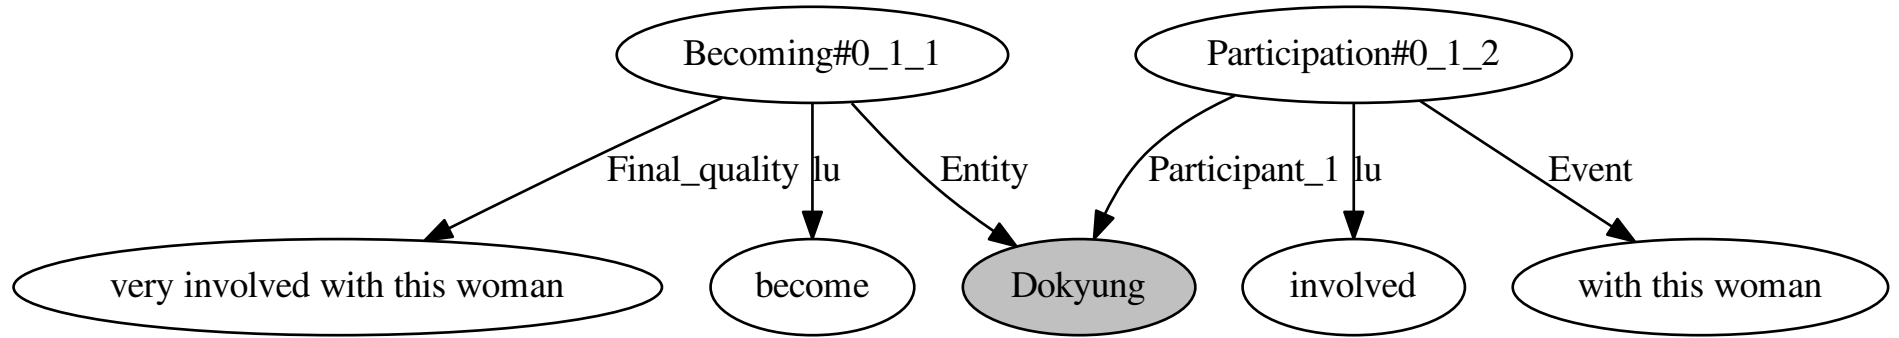 Becoming#0_1_1 Participation#0_1_2
Final_quality lu Entity Participant_1 lu Event
very involved with this woman become Dokyung involved with this woman